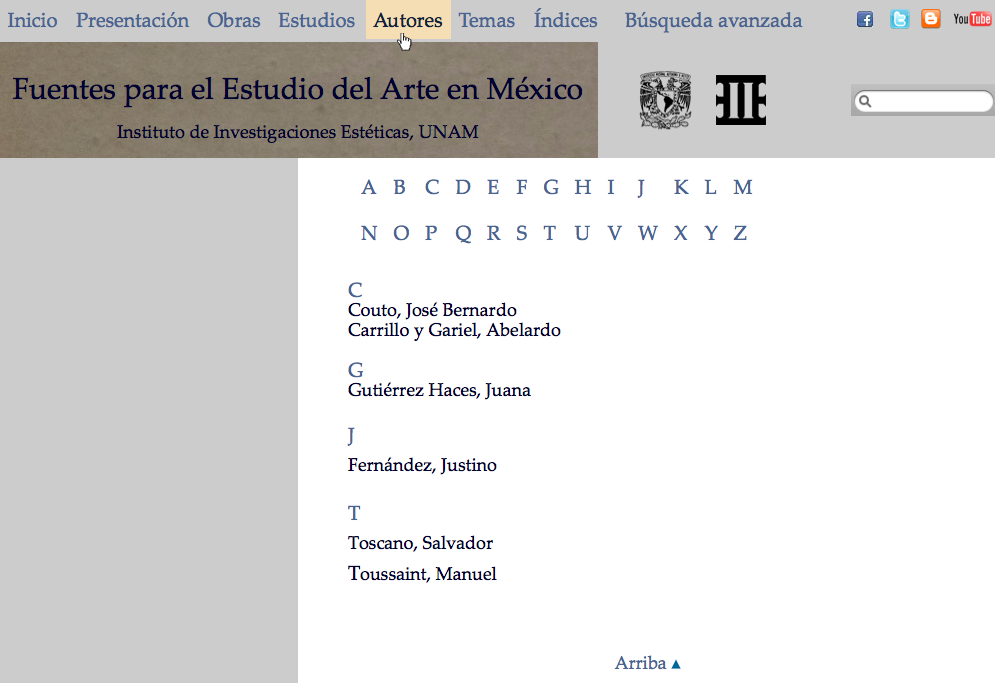 Inicio Presentación Obras Estudios Autores Temas Índices Búsqueda avanzada You Tube
Fuentes para el Estudio del Arte en México
Instituto de Investigaciones Estéticas, UNAM
A B C D E F G H I J K L M
N O P Q R S T U V W X Y Z
C
Couto, José Bernardo
Carrillo y Gariel, Abelardo
G
Gutiérrez Haces, Juana
J
Fernández, Justino
T
Toscano, Salvador
Toussaint, Manuel
Arriba